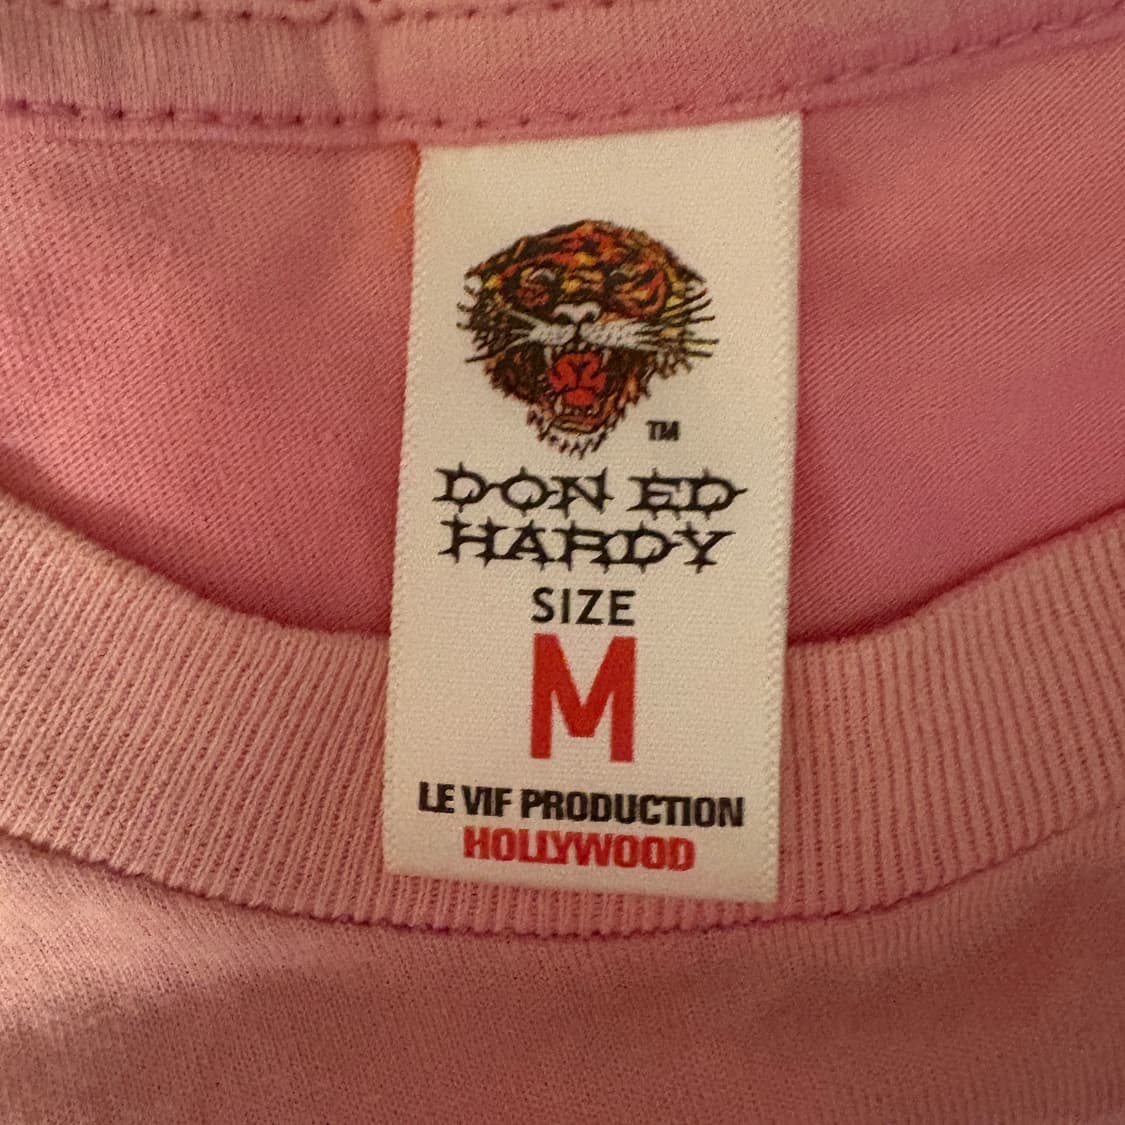 TM
DON ED
HARDY
SIZE
M
LE VIF PRODUCTION
HOLLYWOOD